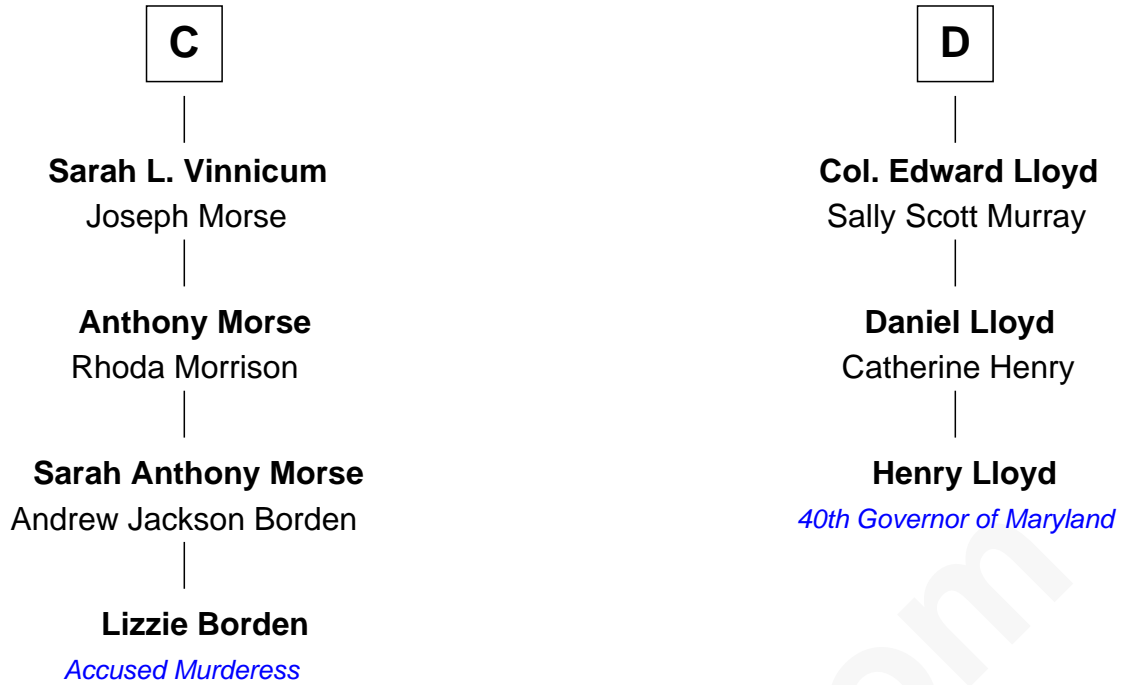 C
Sarah L. Vinnicum
Joseph Morse
Anthony Morse
Rhoda Morrison
Sarah Anthony Morse
Andrew Jackson Borden
Lizzie Borden
Accused Murderess
D
Col. Edward Lloyd
Sally Scott Murray
Daniel Lloyd
Catherine Henry
Henry Lloyd
40th Governor of Maryland
om